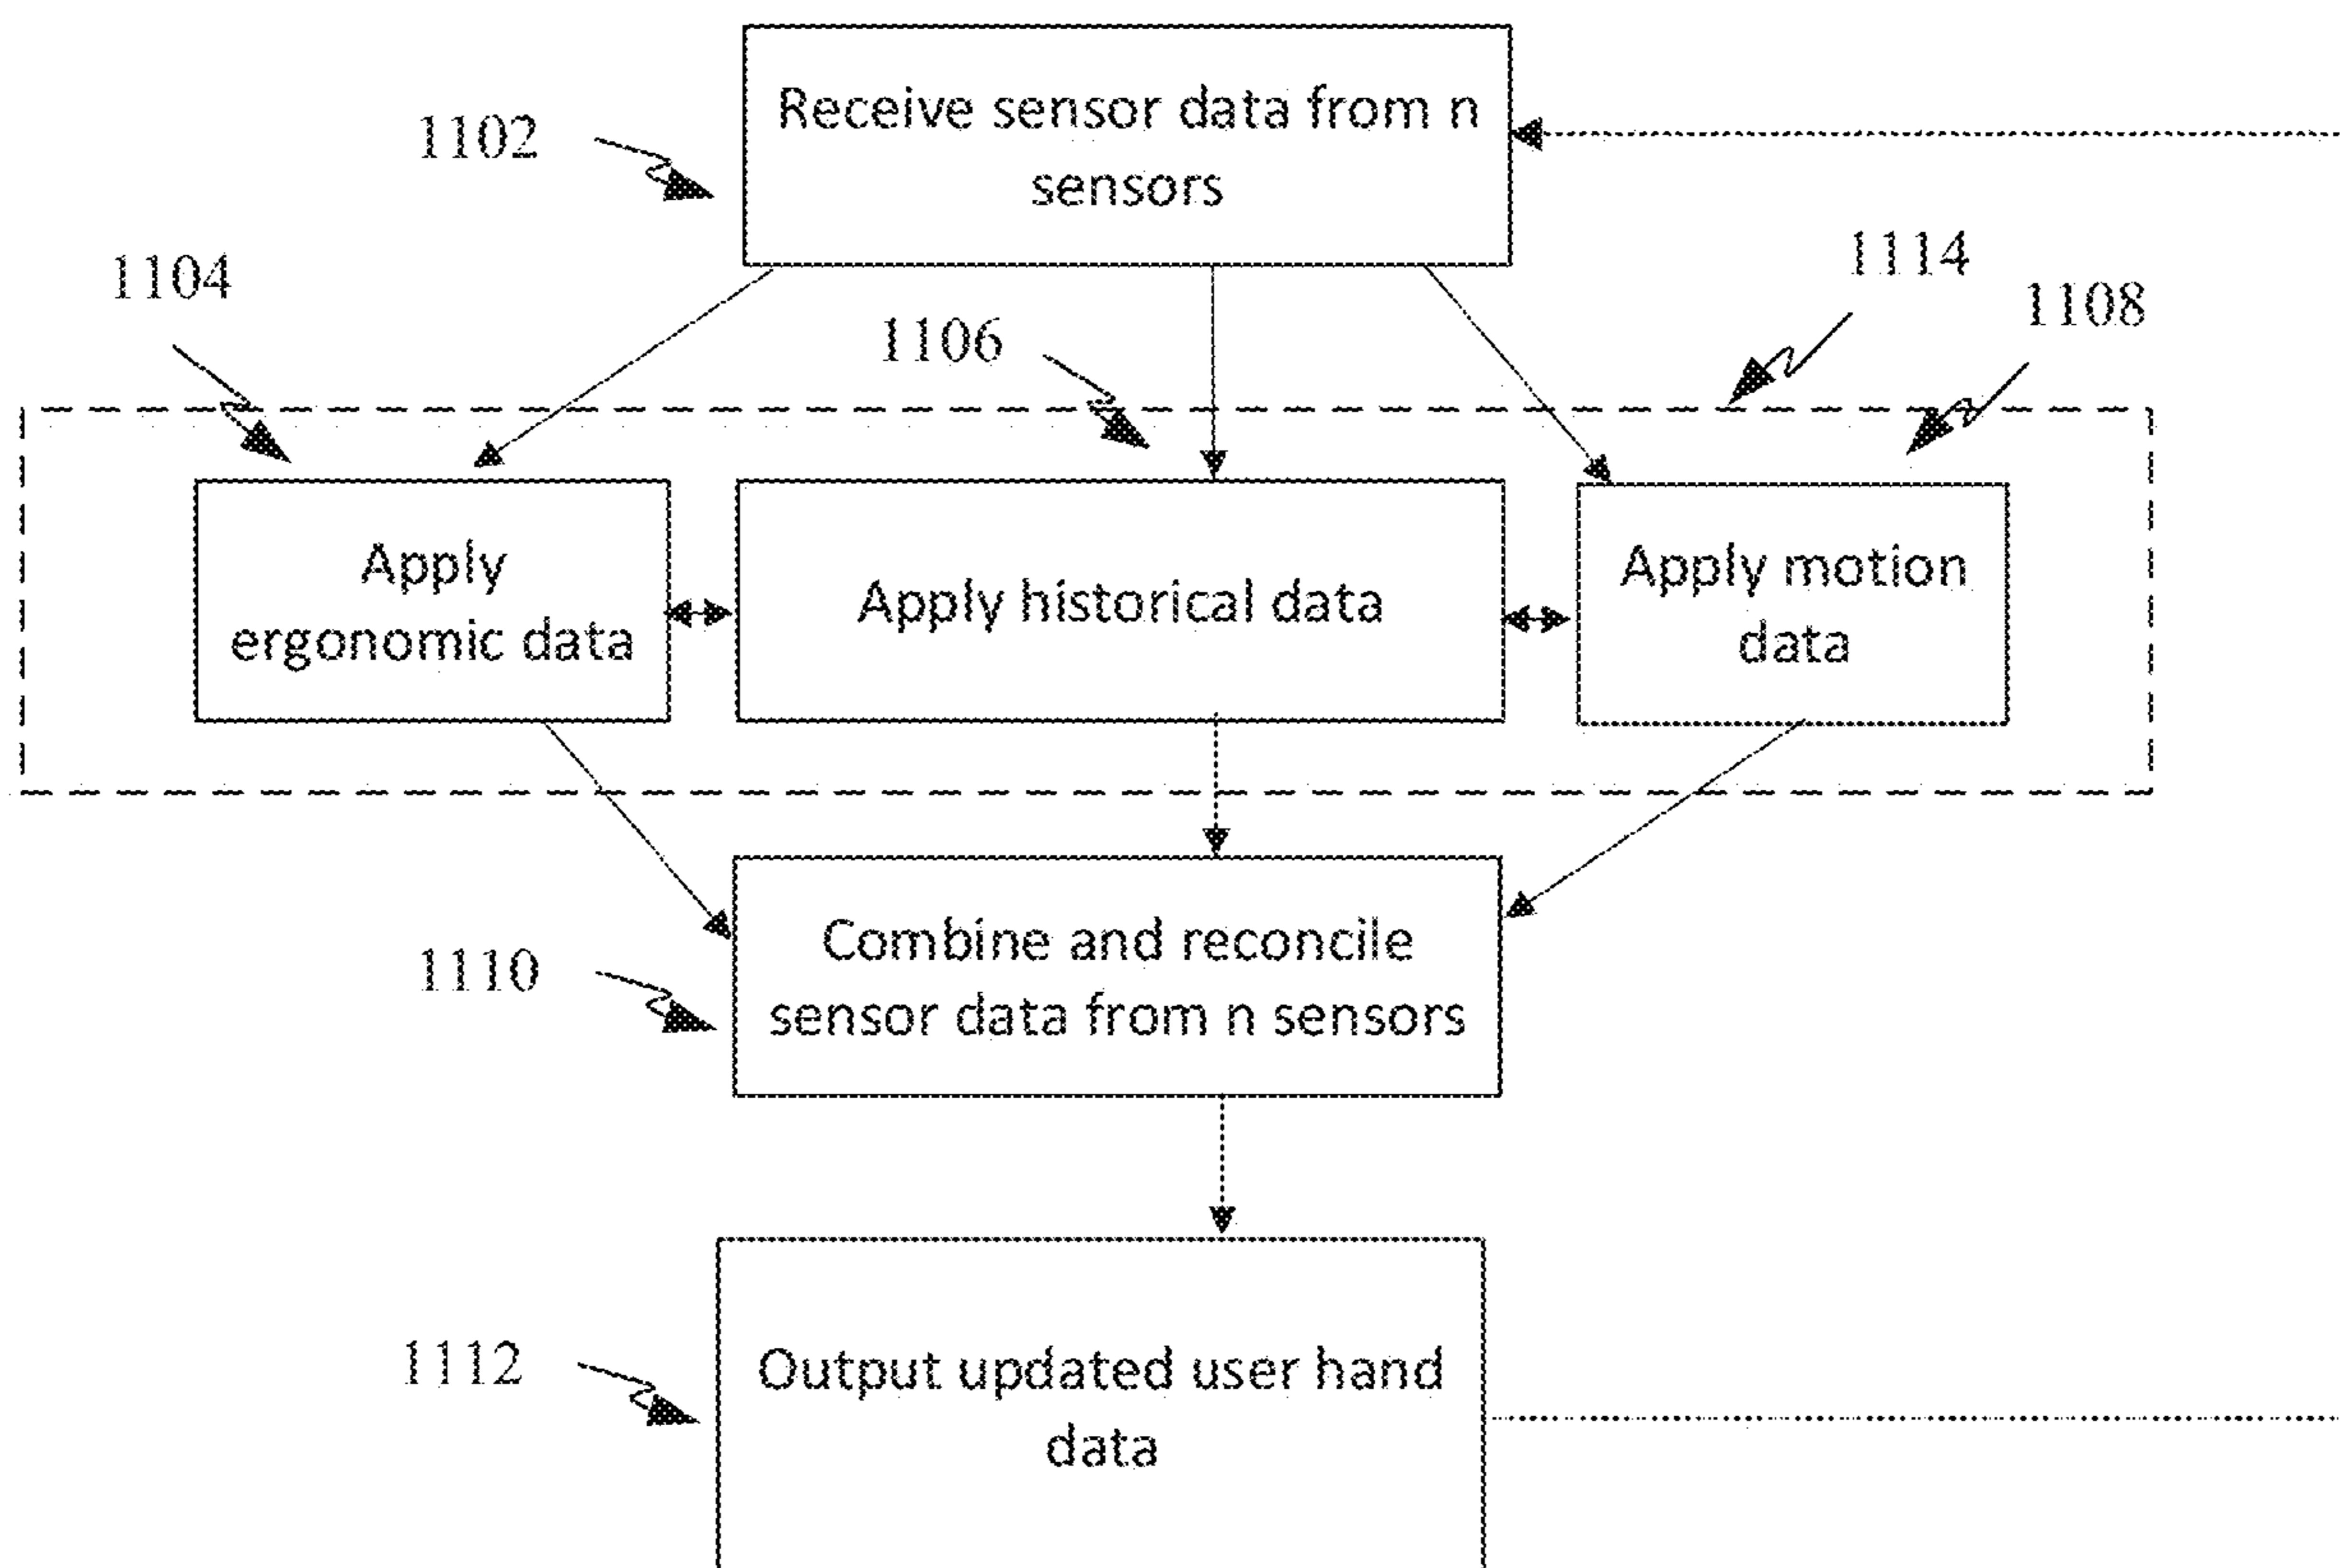 Receive sensor data from n
sensors
1102
1104
1106
1114
1108
Apply
ergonomic data
Apply historical data
Apply motion
data
Combine and reconcile
sensor data from n sensors
1110
Output updated user hand
data
1112